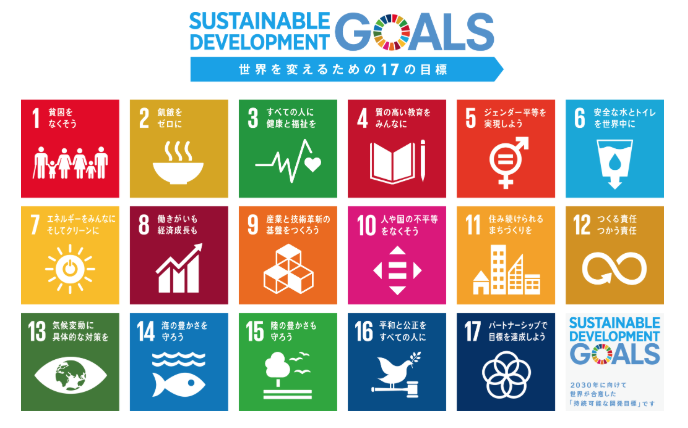 SUSTAINABLE
DEVELOPMENT
GOALS
世界を変えるための17の目標
1 貧困を
なくそう
2 飢餓を
ゼロに
3 すべての人に
健康と福祉を
4 質の高い教育を
みんなに
5 ジェンダー平等を
実現しよう
6 安全な水とトイレ
を世界中に
7 エネルギーをみんなに
そしてクリーンに
8 働きがいも
経済成長も
9 産業と技術革新の
基盤をつくろう
10 人や国の不平等
をなくそう
11 住み続けられる
まちづくりを
12 つくる責任
つかう責任
13 気候変動に
具体的な対策を
14 海の豊かさを
守ろう
15 陸の豊かさも
守ろう
16 平和と公正を
すべての人に
17 パートナーシップで
目標を達成しよう
SUSTAINABLE
DEVELOPMENT
GOALS
2030年に向けて
世界が合意した
「持続可能な開発目標」です